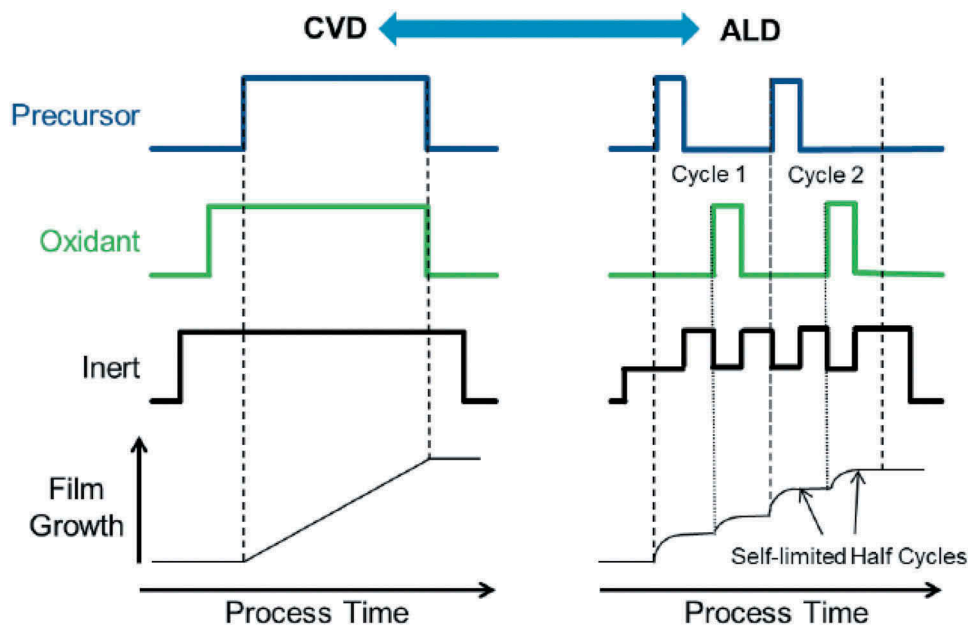 CVD
ALD
Precursor
Cycle 1
Cycle 2
Oxidant
Inert
Film
Growth
Self-limited Half Cycles
Process Time
Process Time